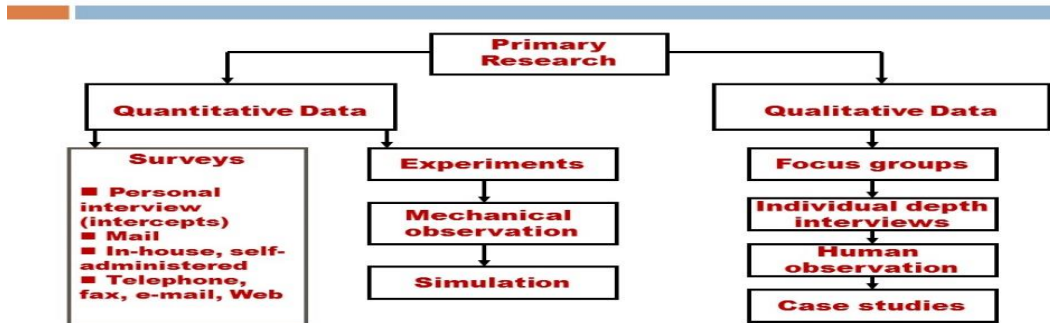 Primary
Research
Quantitative Data
Qualitative Data
Surveys
■ Personal
interview
(intercepts)
■ Mail
■ In-house, self-
administered
■ Telephone,
fax, e-mail, Web
Experiments
Mechanical
observation
Simulation
Focus groups
Individual depth
interviews
Human
observation
Case studies